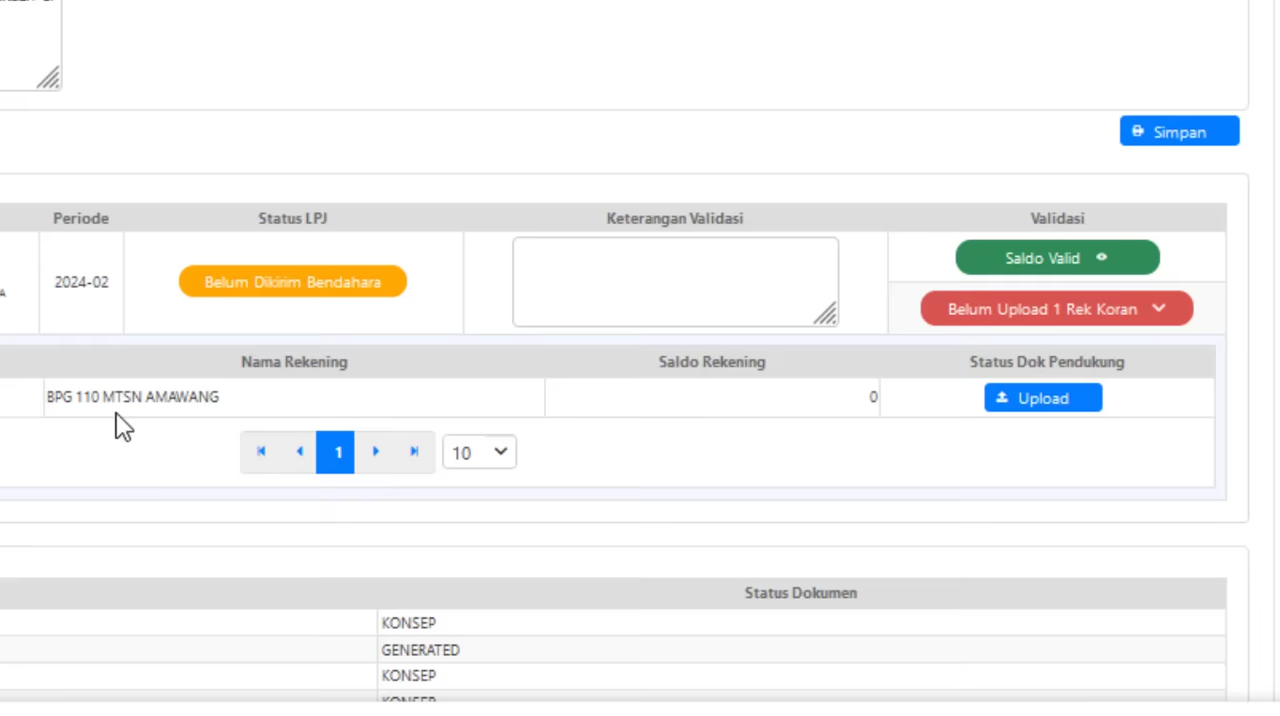 Simpan
Periode Status LPJ Keterangan Validasi Validasi
2024-02 Belum Dikirim Bendahara Saldo Valid
Belum Upload 1 Rek Koran
Nama Rekening Saldo Rekening Status Dok Pendukung
BPG 110 MTSN AMAWANG 0 Upload
1 10
Status Dokumen
KONSEP
GENERATED
KONSEP
KONSEP